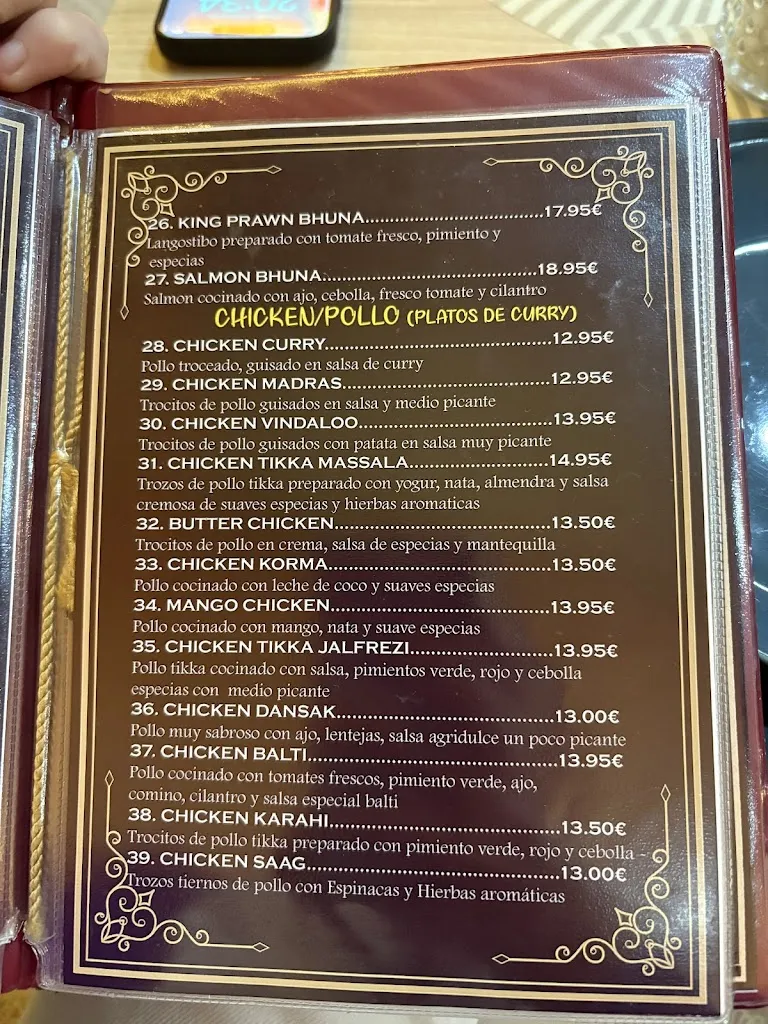 26. KING PRAWN BHUNA........................................17.95€
Langostibo preparado con tomate fresco, pimiento y
especias
27. SALMON BHUNA................................................18.95€
Salmon cocinado con ajo, cebolla, fresco tomate y cilantro
CHICKEN/POLLO (PLATOS DE CURRY)
28. CHICKEN CURRY...................................................12.95€
Pollo troceado, guisado en salsa de curry
29. CHICKEN MADRAS...............................................12.95€
Trocitos de pollo guisados en salsa y medio picante
30. CHICKEN VINDALOO............................................13.95€
Trocitos de pollo guisados con patata en salsa muy picante
31. CHICKEN TIKKA MASSALA................................14.95€
Trozos de pollo tikka preparado con yogur, nata, almendra y salsa
cremosa de suaves especias y hierbas aromaticas
32. BUTTER CHICKEN................................................13.50€
Trocitos de pollo en crema, salsa de especias y mantequilla
33. CHICKEN KORMA.................................................13.50€
Pollo cocinado con leche de coco y suaves especias
34. MANGO CHICKEN.................................................13.95€
Pollo cocinado con mango, nata y suave especias
35. CHICKEN TIKKA JALFREZI................................13.95€
Pollo tikka cocinado con salsa, pimientos verde, rojo y cebolla
especias con medio picante
36. CHICKEN DANSAK................................................13.00€
Pollo muy sabroso con ajo, lentejas, salsa agridulce un poco picante
37. CHICKEN BALTI......................................................13.95€
Pollo cocinado con tomates frescos, pimiento verde, ajo,
comino, cilantro y salsa especial balti
38. CHICKEN KARAHI..................................................13.50€
Trocitos de pollo tikka preparado con pimiento verde, rojo y cebolla
39. CHICKEN SAAG.......................................................13.00€
Trozos tiernos de pollo con Espinacas y Hierbas aromáticas